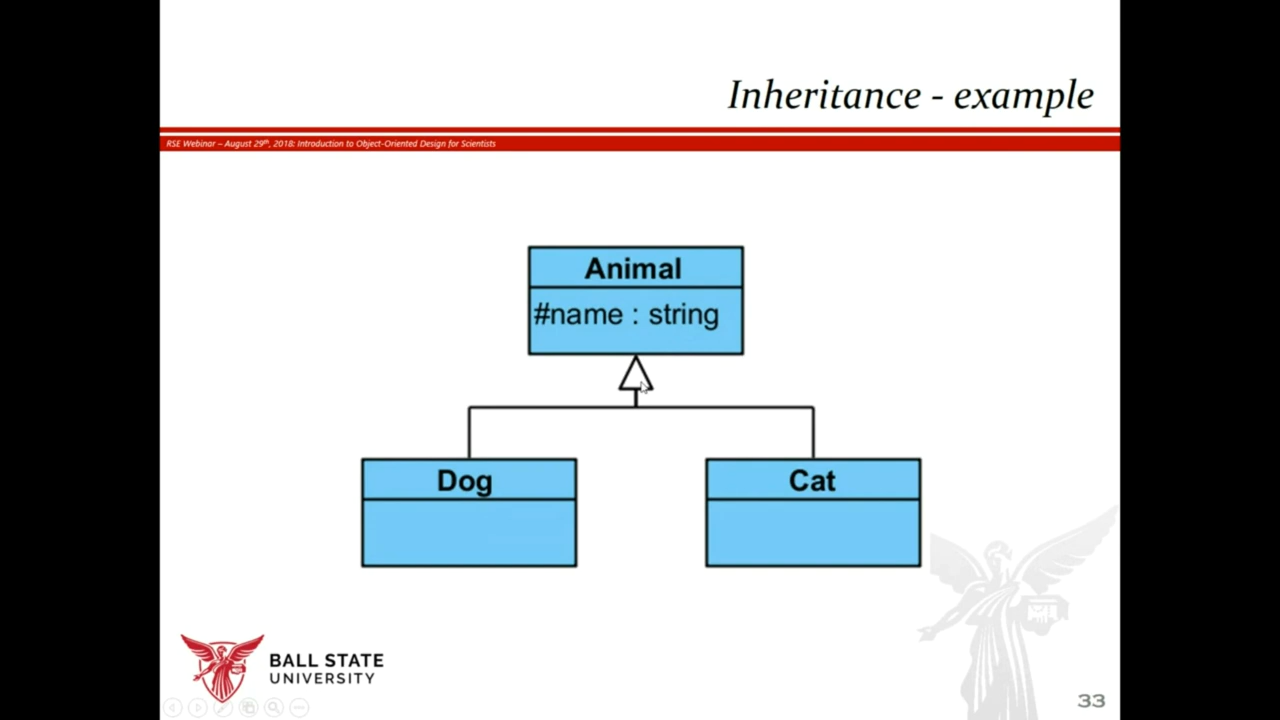 Inheritance - example
RSE Webinar – August 29th, 2018: Introduction to Object-Oriented Design for Scientists
Animal
#name : string
Dog
Cat
BALL STATE
UNIVERSITY
33